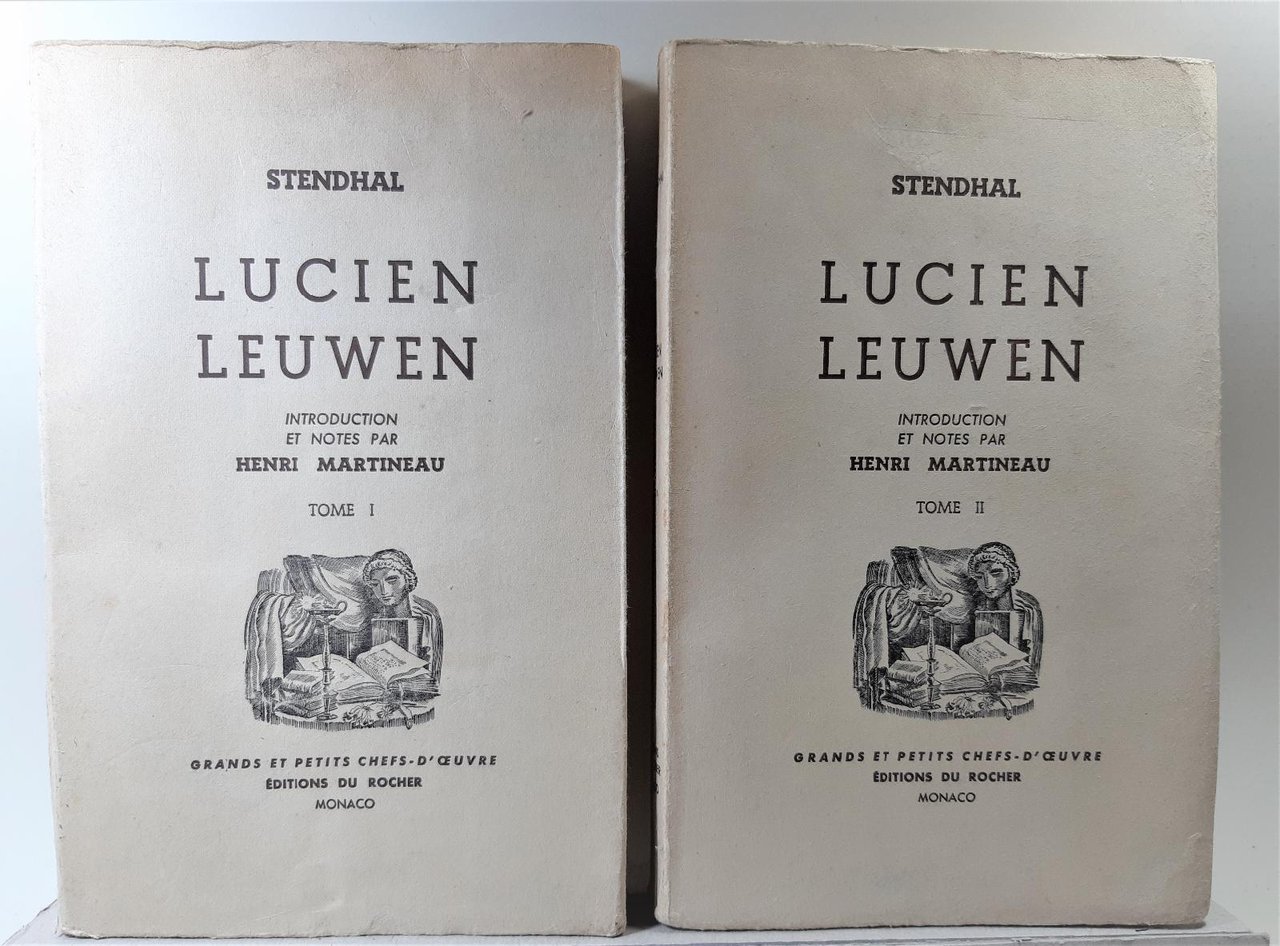 STENDHAL
LUCIEN
LEUWEN
INTRODUCTION
ET NOTES PAR
HENRI MARTINEAU
TOME I
GRANDS ET PETITS CHEFS-D'ŒUVRE
ÉDITIONS DU ROCHER
MONACO
STENDHAL
LUCIEN
LEUWEN
INTRODUCTION
ET NOTES PAR
HENRI MARTINEAU
TOME II
GRANDS ET PETITS CHEFS-D'ŒUVRE
ÉDITIONS DU ROCHER
MONACO